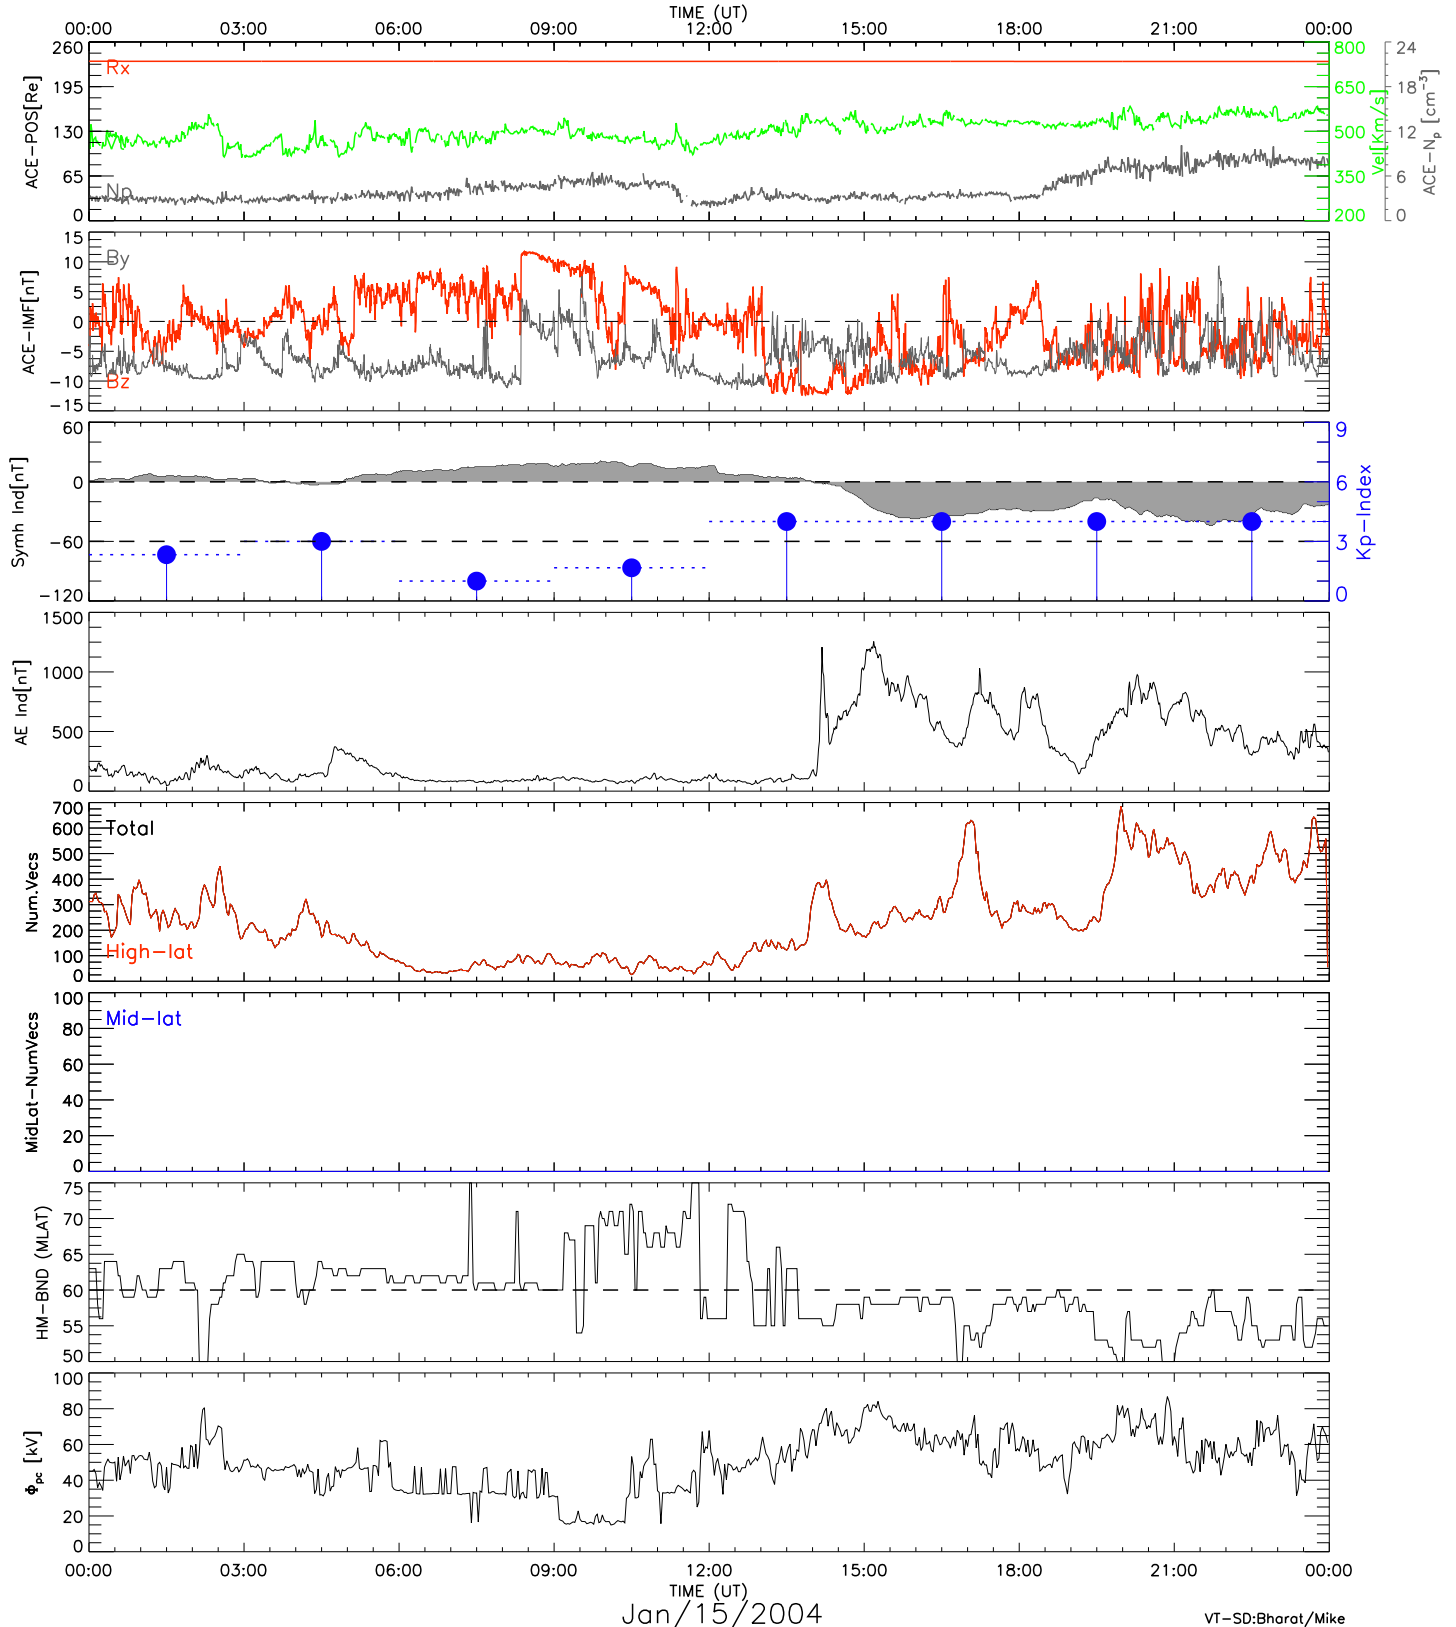 TIME (UT)
00:00 03:00 06:00 09:00 12:00 15:00 18:00 21:00 00:00
260
195
130
65
0
ACE-POS[Re]
Rx
Np
800
650
500
350
200
Vel[Km/s]
24
18
12
6
0
ACE-Np [cm-3]
15
10
5
0
-5
-10
-15
ACE-IMF[nT]
By
Bz
60
0
-60
-120
Symh Ind[nT]
9
6
3
0
Kp-Index
1500
1000
500
0
AE Ind[nT]
700
600
500
400
300
200
100
0
Num.Vecs
Total
High-lat
100
80
60
40
20
0
MidLat-NumVecs
Mid-lat
75
70
65
60
55
50
HM-BND (MLAT)
100
80
60
40
20
0
Φpc [kV]
00:00 03:00 06:00 09:00 12:00 15:00 18:00 21:00 00:00
TIME (UT)
Jan/15/2004
VT-SD:Bharat/Mike